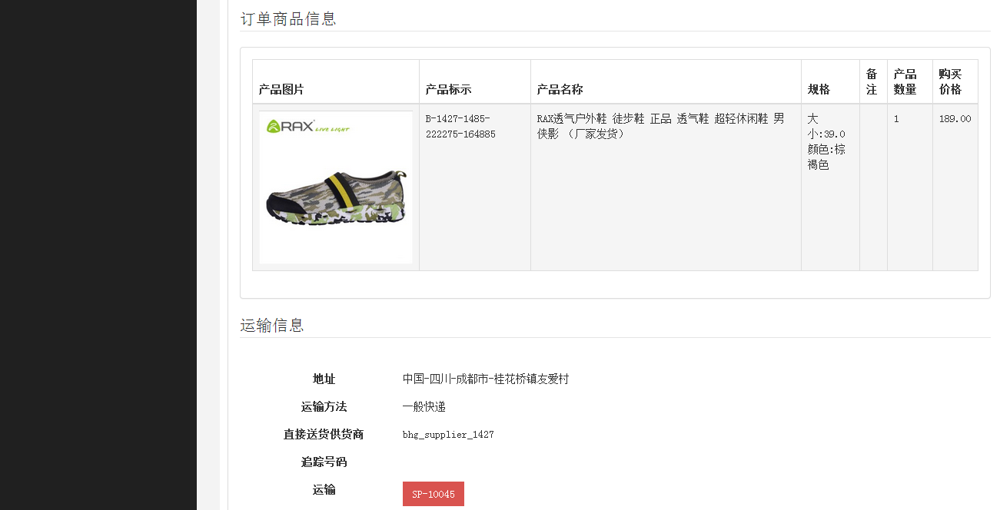 订单商品信息
产品图片
产品标示
产品名称
规格
备
注
产品
数量
购买
价格
RAX LIVE LIGHT
B-1427-1485-
222275-164885
RAX透气户外鞋 徒步鞋 正品 透气鞋 超轻休闲鞋 男
侠影 （厂家发货）
大
小:39.0
颜色:棕
褐色
1
189.00
运输信息
地址 中国-四川-成都市-桂花桥镇友爱村
运输方法 一般快递
直接送货供货商 bhg_supplier_1427
追踪号码
运输 SP-10045